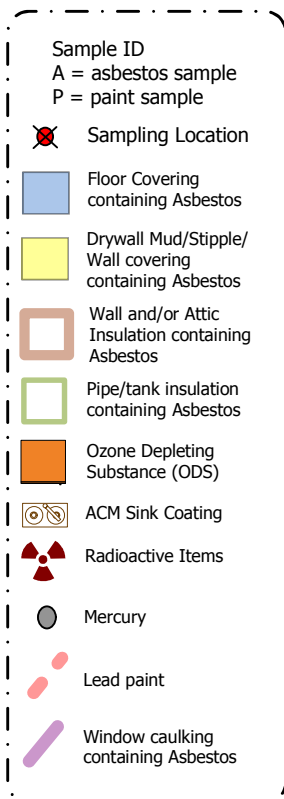 Sample ID
A = asbestos sample
P = paint sample
Sampling Location
Floor Covering
containing Asbestos
Drywall Mud/Stipple/
Wall covering
containing Asbestos
Wall and/or Attic
Insulation containing
Asbestos
Pipe/tank insulation
containing Asbestos
Ozone Depleting
Substance (ODS)
ACM Sink Coating
Radioactive Items
Mercury
Lead paint
Window caulking
containing Asbestos